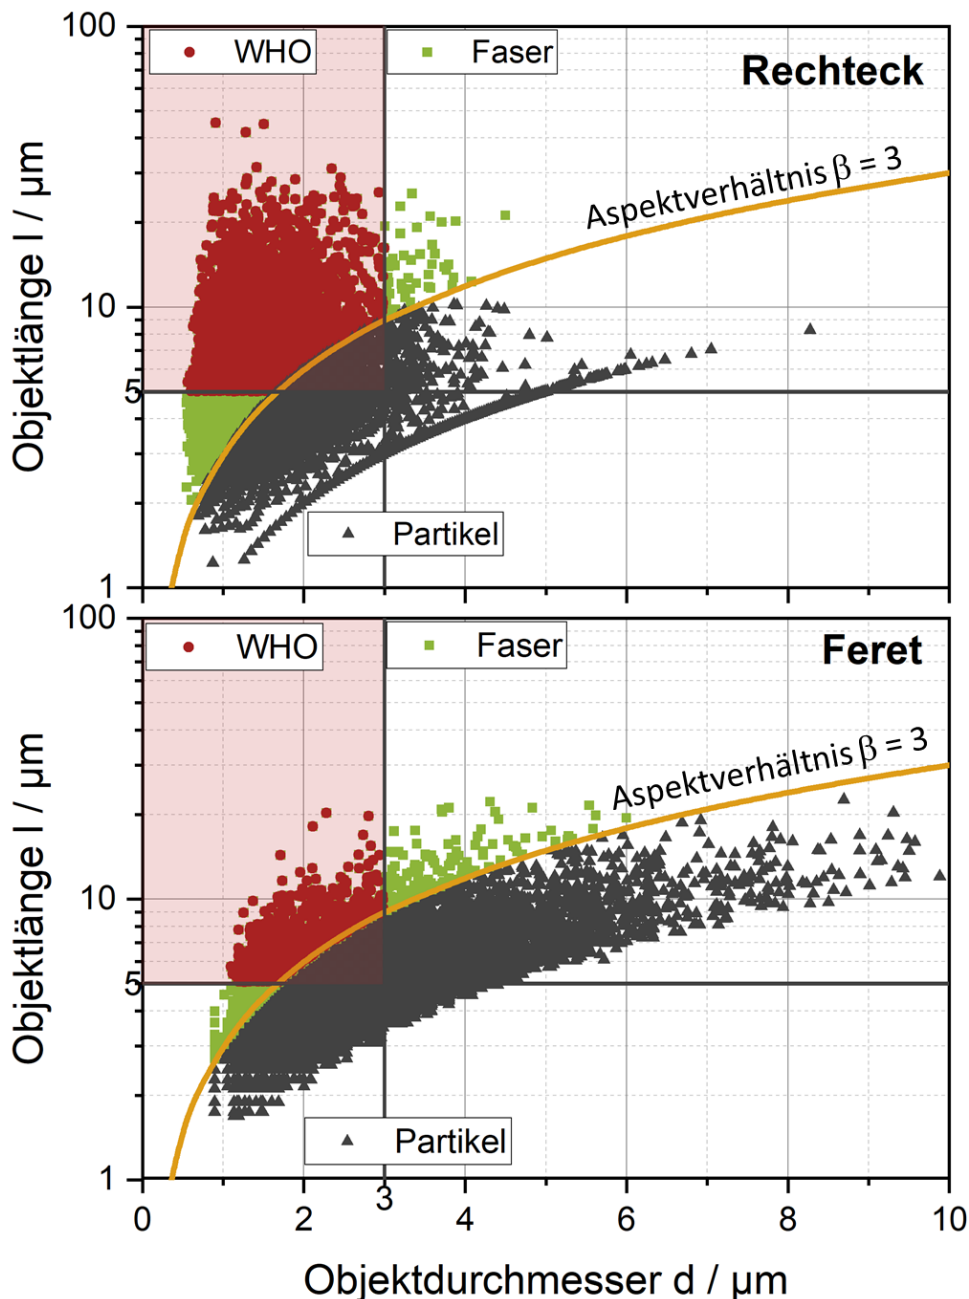 100
WHO
Faser
Rechteck
Aspektverhältnis β = 3
Objektlänge l / µm
10
5
Partikel
1
100
WHO
Faser
Feret
Aspektverhältnis β = 3
Objektlänge l / µm
10
5
Partikel
1
0
2
3
4
6
8
10
Objektdurchmesser d / µm